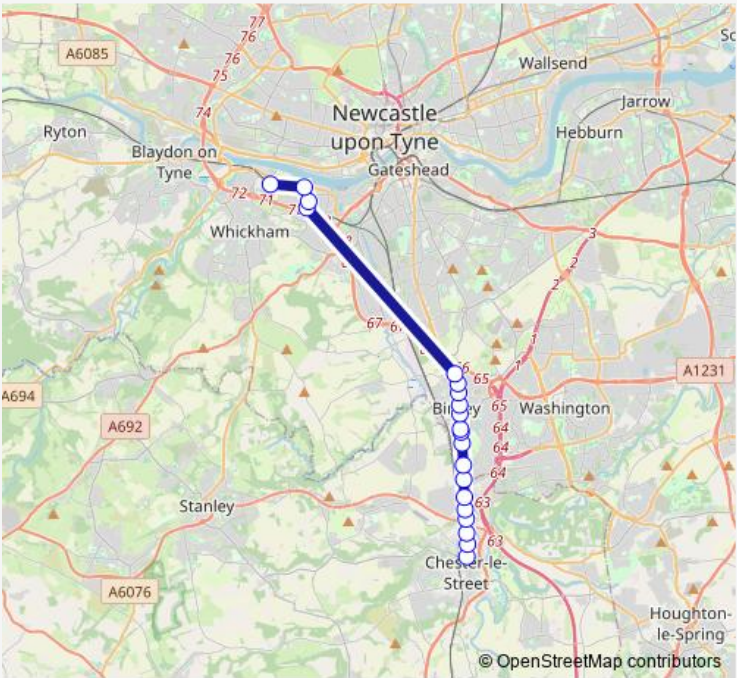 77
76
A6085
76
75
Wallsend
Newcastle
upon Tyne
74
Jarrow
Ryton
Hebburn
Blaydon on
Tyne
Gateshead
72
71
Whickham
3
2
2
67
1
1
65
A1231
A694
65
Washington
A692
64
64
64
Stanley
63
63
Chester-le-
Street
A6076
Houghton-
le-Spring
© OpenStreetMap contributors